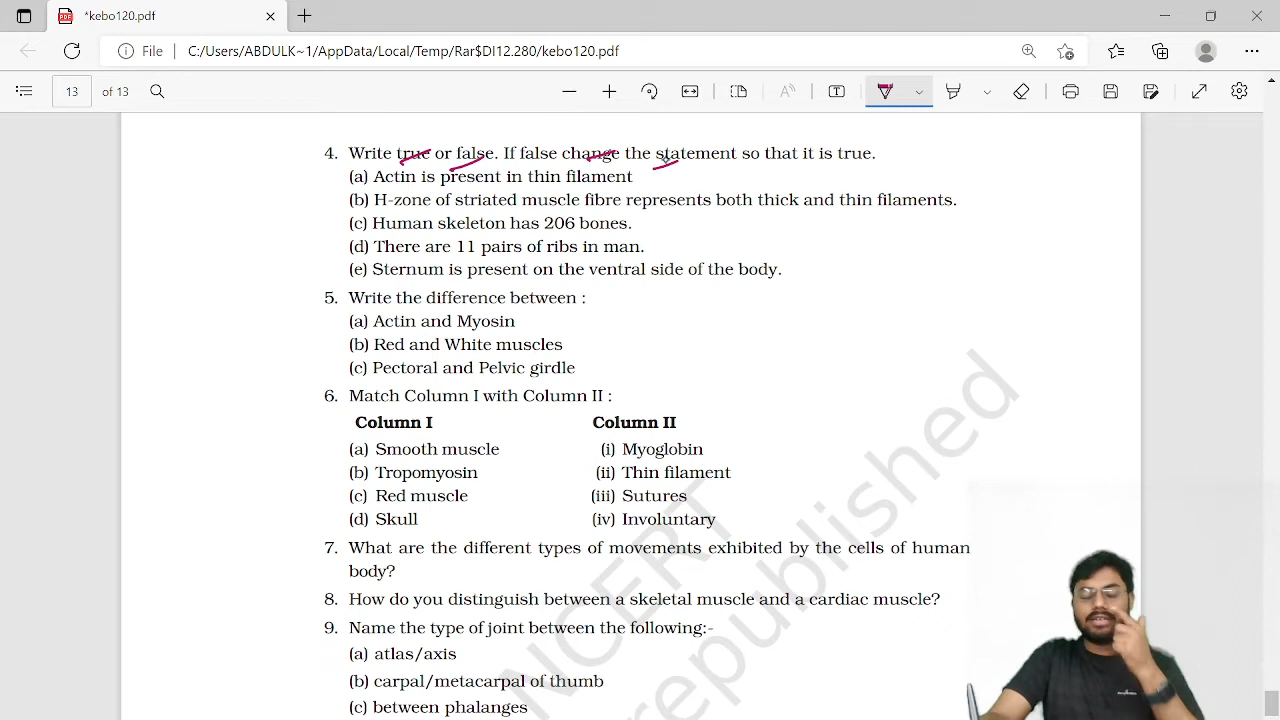 *kebo120.pdf
File C:/Users/ABDULK~1/AppData/Local/Temp/Rar$DI12.280/kebo120.pdf
13 of 13
4. Write true or false. If false change the statement so that it is true.
(a) Actin is present in thin filament
(b) H-zone of striated muscle fibre represents both thick and thin filaments.
(c) Human skeleton has 206 bones.
(d) There are 11 pairs of ribs in man.
(e) Sternum is present on the ventral side of the body.
5. Write the difference between :
(a) Actin and Myosin
(b) Red and White muscles
(c) Pectoral and Pelvic girdle
6. Match Column I with Column II :
Column I Column II
(a) Smooth muscle (i) Myoglobin
(b) Tropomyosin (ii) Thin filament
(c) Red muscle (iii) Sutures
(d) Skull (iv) Involuntary
7. What are the different types of movements exhibited by the cells of human
body?
8. How do you distinguish between a skeletal muscle and a cardiac muscle?
9. Name the type of joint between the following:-
(a) atlas/axis
(b) carpal/metacarpal of thumb
(c) between phalanges
NCERT
republished